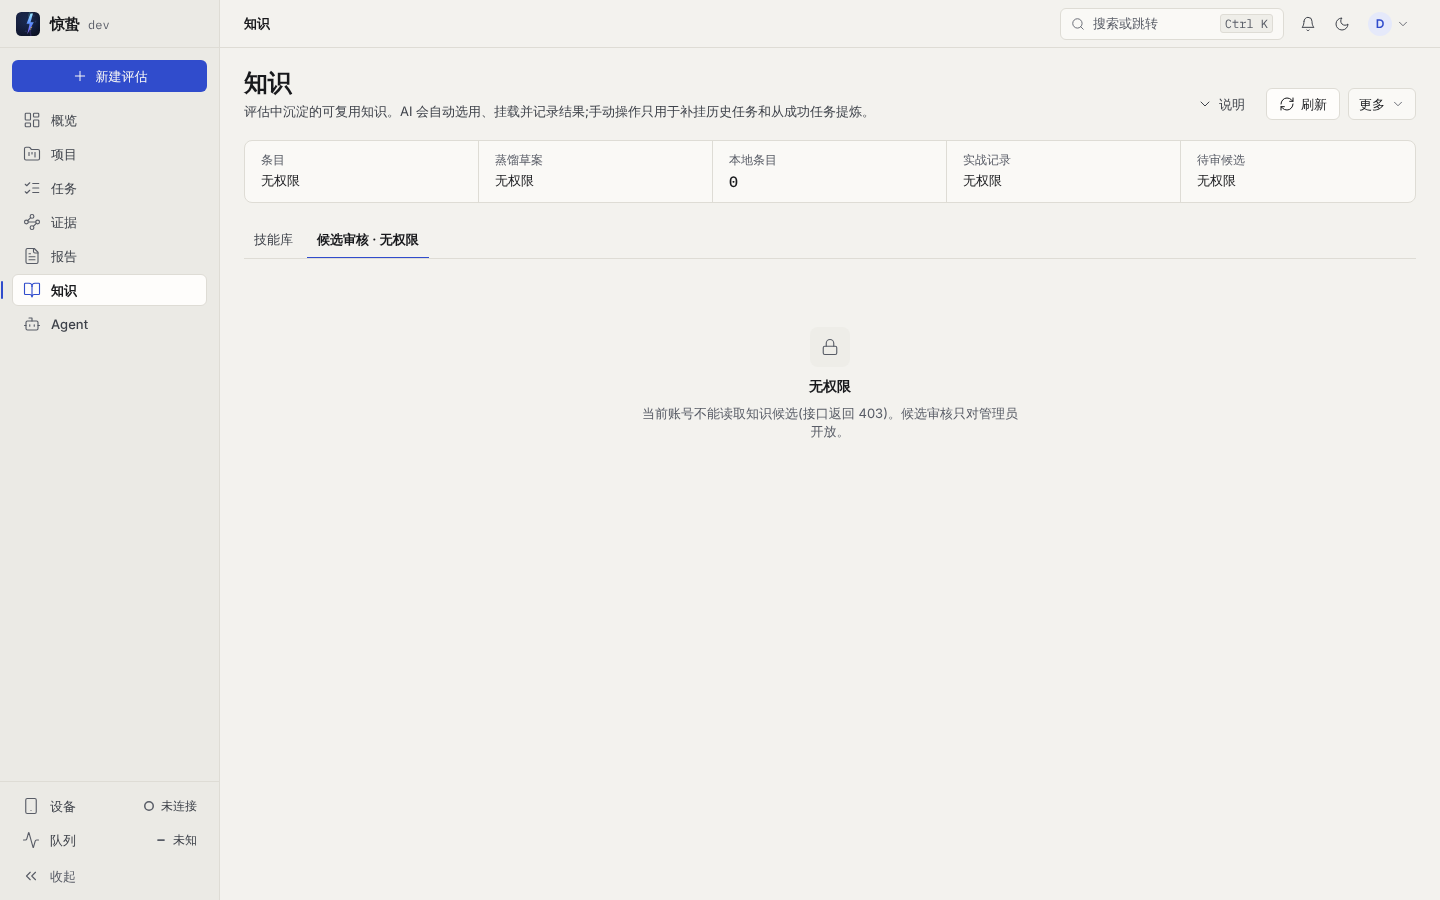 惊蛰 dev
知识
搜索或跳转 Ctrl K
D
新建评估
概览
项目
任务
证据
报告
知识
Agent
设备 未连接
队列 未知
收起
知识
评估中沉淀的可复用知识。AI 会自动选用、挂载并记录结果;手动操作只用于补挂历史任务和从成功任务提炼。
说明
刷新
更多
条目
无权限
蒸馏草案
无权限
本地条目
0
实战记录
无权限
待审候选
无权限
技能库
候选审核 · 无权限
无权限
当前账号不能读取知识候选(接口返回 403)。候选审核只对管理员
开放。